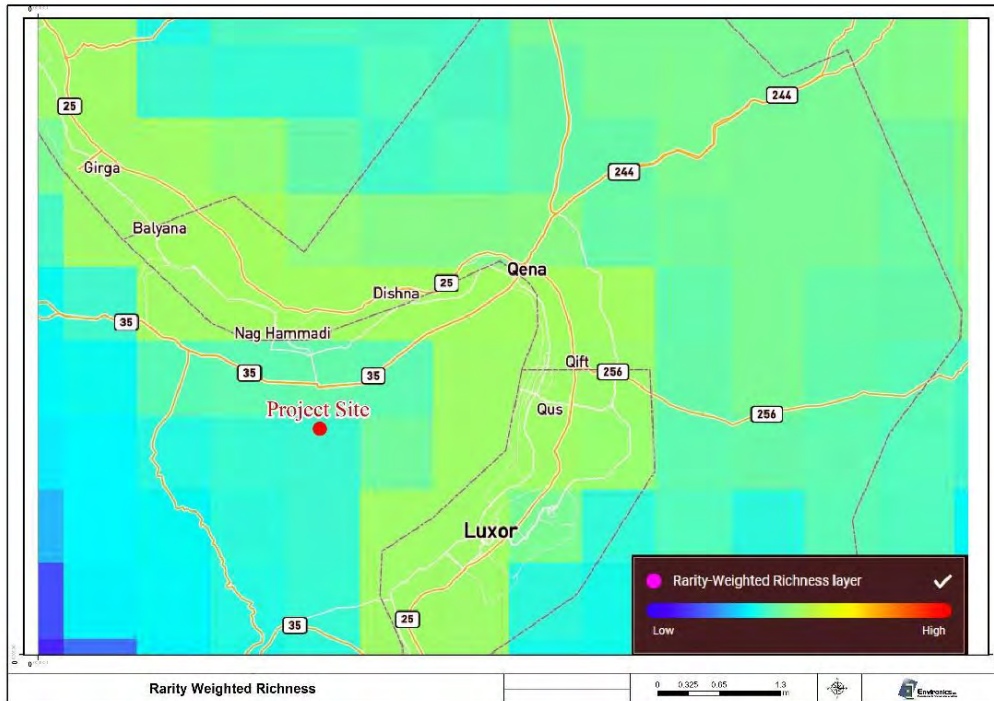 25
244
244
Girga
Balyana
Qena
25
Dishna
35
Nag Hammadi
Qift
35
35
256
Project Site
Qus
256
Luxor
Rarity-Weighted Richness layer
Low
High
35
25
Rarity Weighted Richness
0 0.325 0.65 1.3
Environics